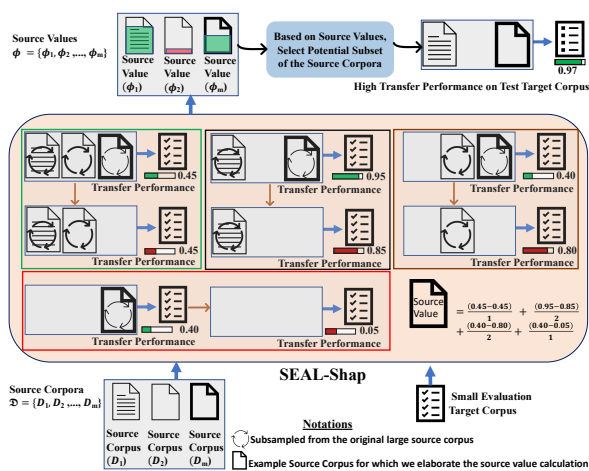 Source Values
ϕ = {ϕ₁, ϕ₂ ,..., ϕₘ}
Source Value (ϕ₁)
Source Value (ϕ₂)
Source Value (ϕₘ)
Based on Source Values,
Select Potential Subset
of the Source Corpora
0.97
High Transfer Performance on Test Target Corpus
0.45
Transfer Performance
0.45
Transfer Performance
0.95
Transfer Performance
0.85
Transfer Performance
0.40
Transfer Performance
0.80
Transfer Performance
0.40
Transfer Performance
0.05
Transfer Performance
Source
Value
= (0.45−0.45)/1 + (0.95−0.85)/2
+ (0.40−0.80)/2 + (0.40−0.05)/1
SEAL-Shap
Source Corpora
𝔇 = {D₁, D₂ ,..., Dₘ}
Source Corpus (D₁)
Source Corpus (D₂)
Source Corpus (Dₘ)
Small Evaluation
Target Corpus
Notations
Subsampled from the original large source corpus
Example Source Corpus for which we elaborate the source value calculation